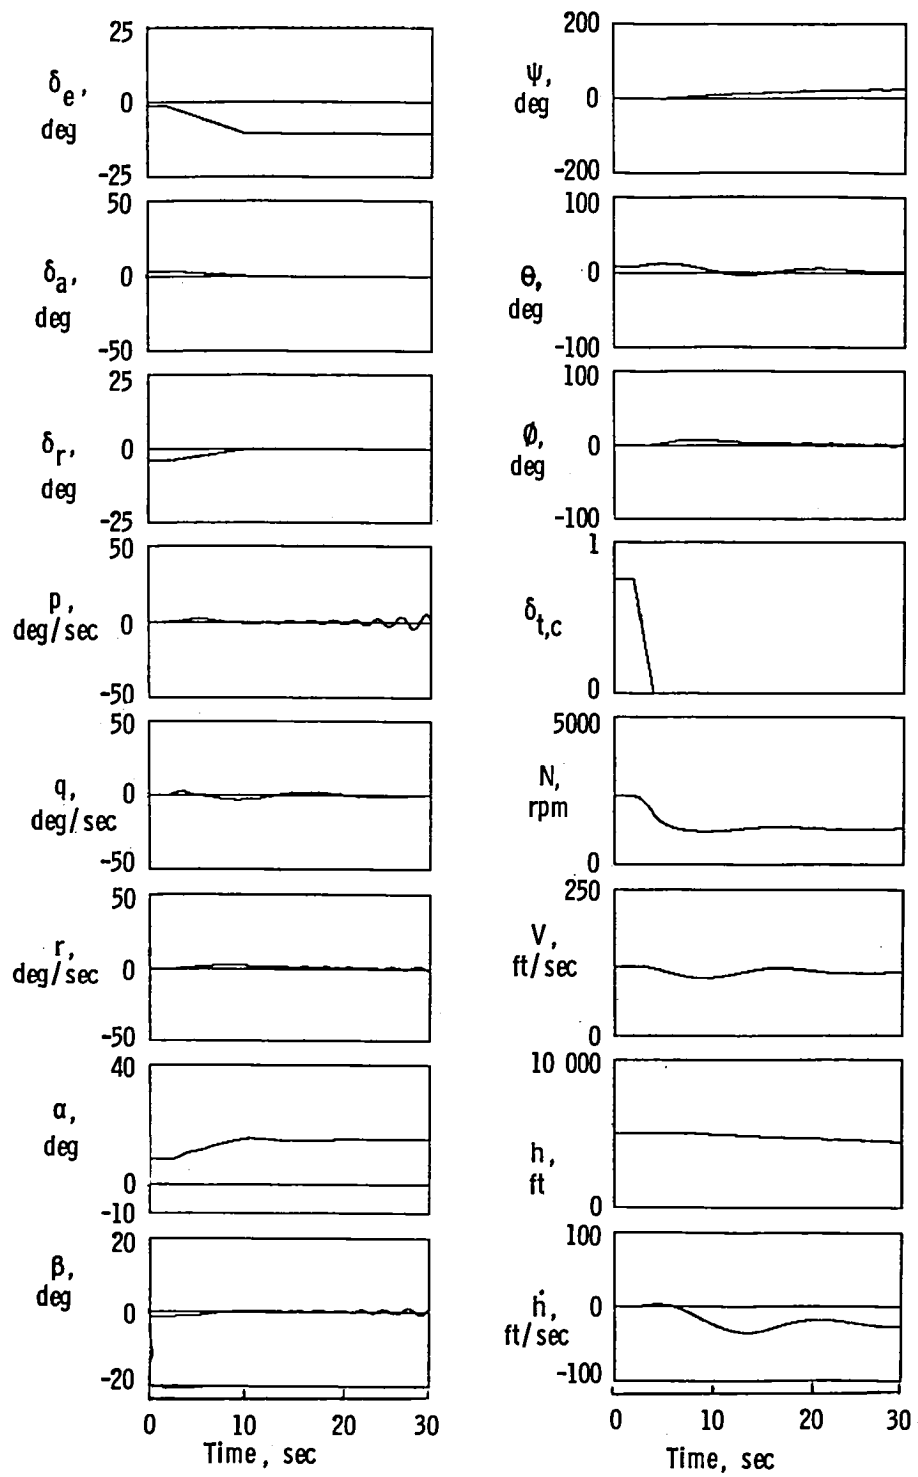 25
δe,
deg
0
-25
50
δa,
deg
0
-50
25
δr,
deg
0
-25
50
p,
deg/sec
0
-50
50
q,
deg/sec
0
-50
50
r,
deg/sec
0
-50
40
α,
deg
0
-10
20
β,
deg
0
-20
0 10 20 30
Time, sec
200
ψ,
deg
0
-200
100
θ,
deg
0
-100
100
ø,
deg
0
-100
1
δt,c
0
5000
N,
rpm
0
250
V,
ft/sec
0
10 000
h,
ft
0
100
ḣ,
ft/sec
0
-100
0 10 20 30
Time, sec